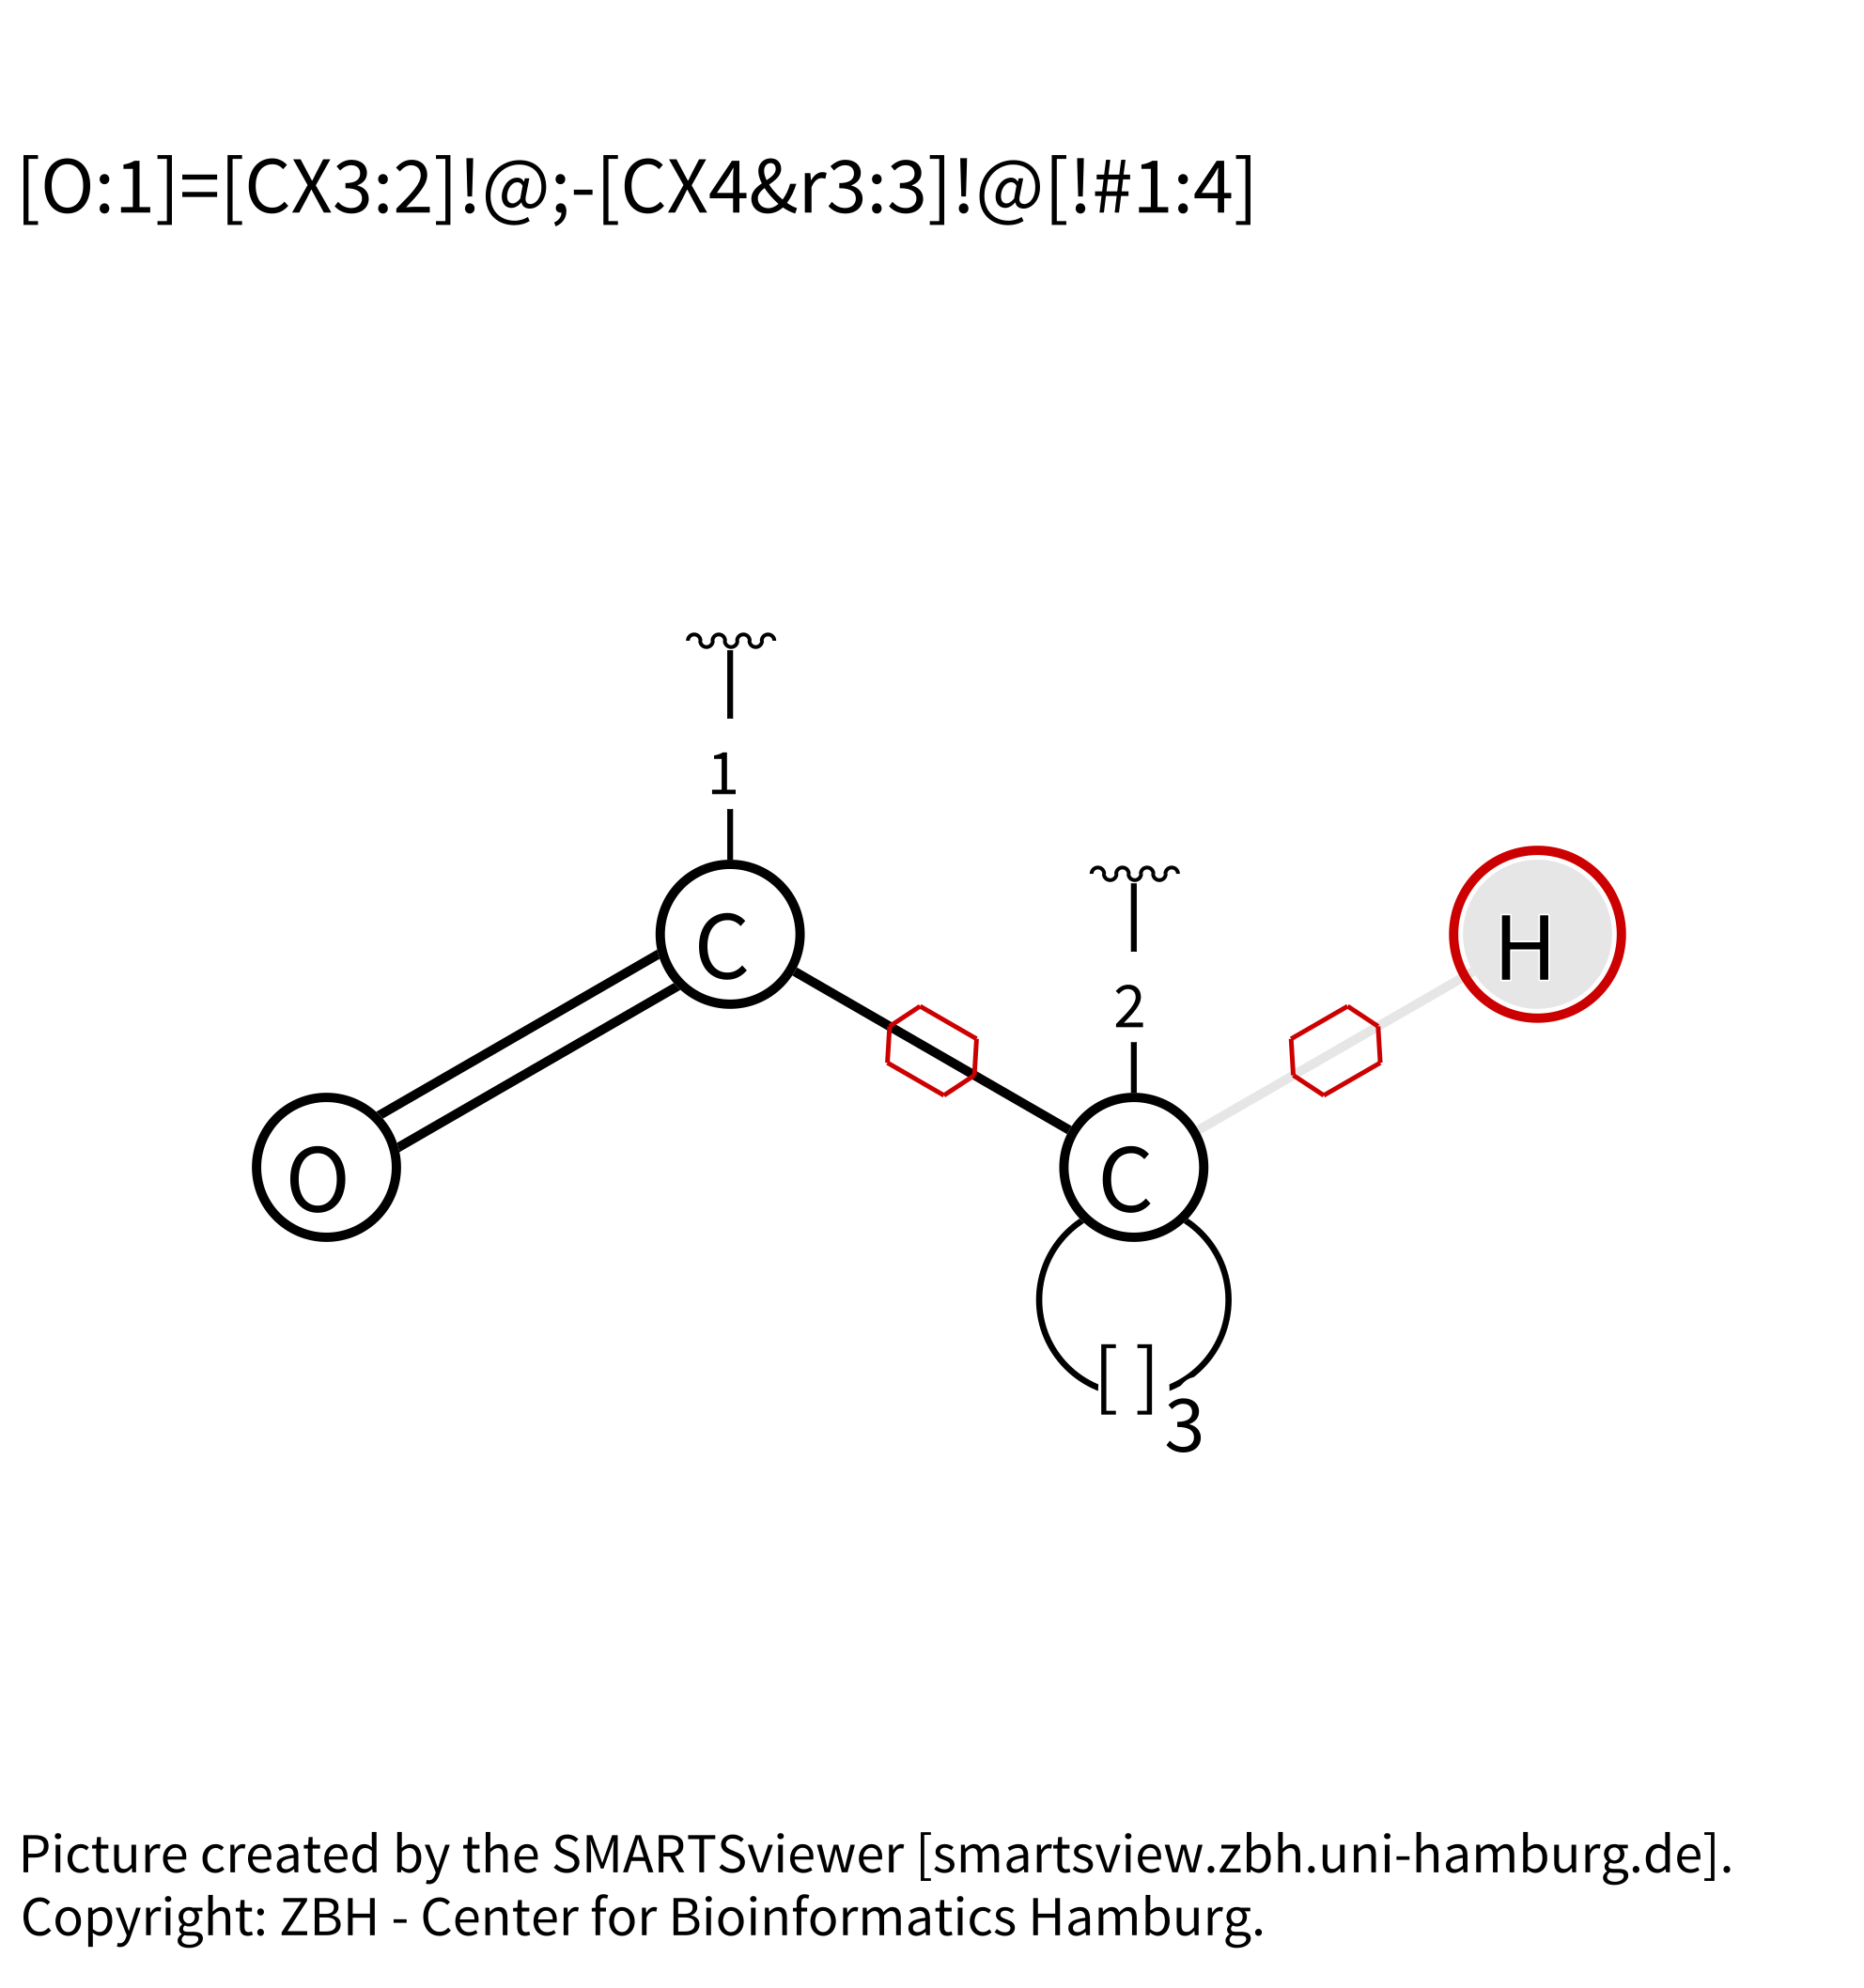 [O:1]=[CX3:2]!@;-[CX4&r3:3]!@[!#1:4]
1
C
H
2
O
C
[ ]3
Picture created by the SMARTSviewer [smartsview.zbh.uni-hamburg.de].
Copyright: ZBH - Center for Bioinformatics Hamburg.